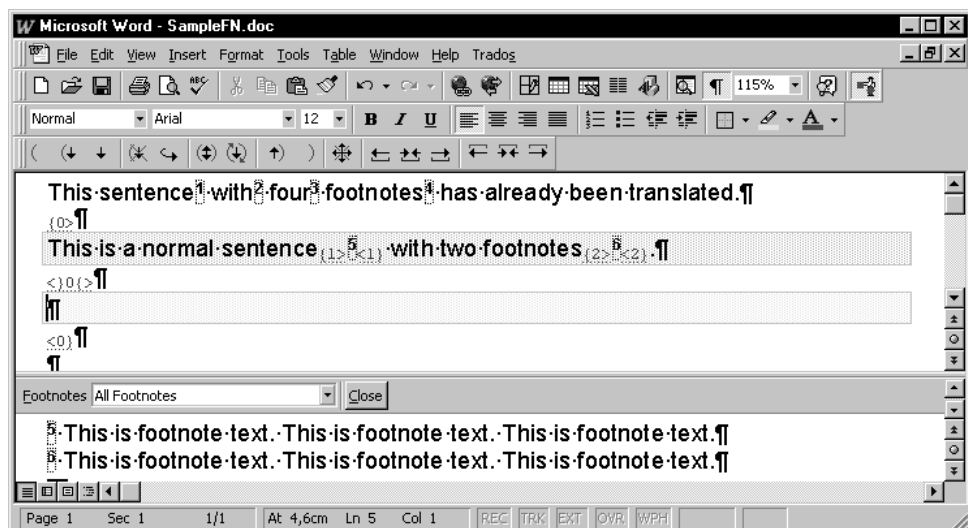 Microsoft Word - SampleFN.doc
File Edit View Insert Format Tools Table Window Help Trados
ABC ¶ 115%
Normal Arial 12 B I U A
This·sentence1·with2·four3·footnotes4·has·already·been·translated.¶
{0>¶
This·is·a·normal·sentence{1>5<1}·with·two·footnotes{2>6<2}.¶
<}0{>¶
¶
<0}¶
¶
Footnotes All Footnotes Close
5·This·is·footnote·text.·This·is·footnote·text.·This·is·footnote·text.¶
6·This·is·footnote·text.·This·is·footnote·text.·This·is·footnote·text.¶
Page 1 Sec 1 1/1 At 4,6cm Ln 5 Col 1 REC TRK EXT OVR WPH